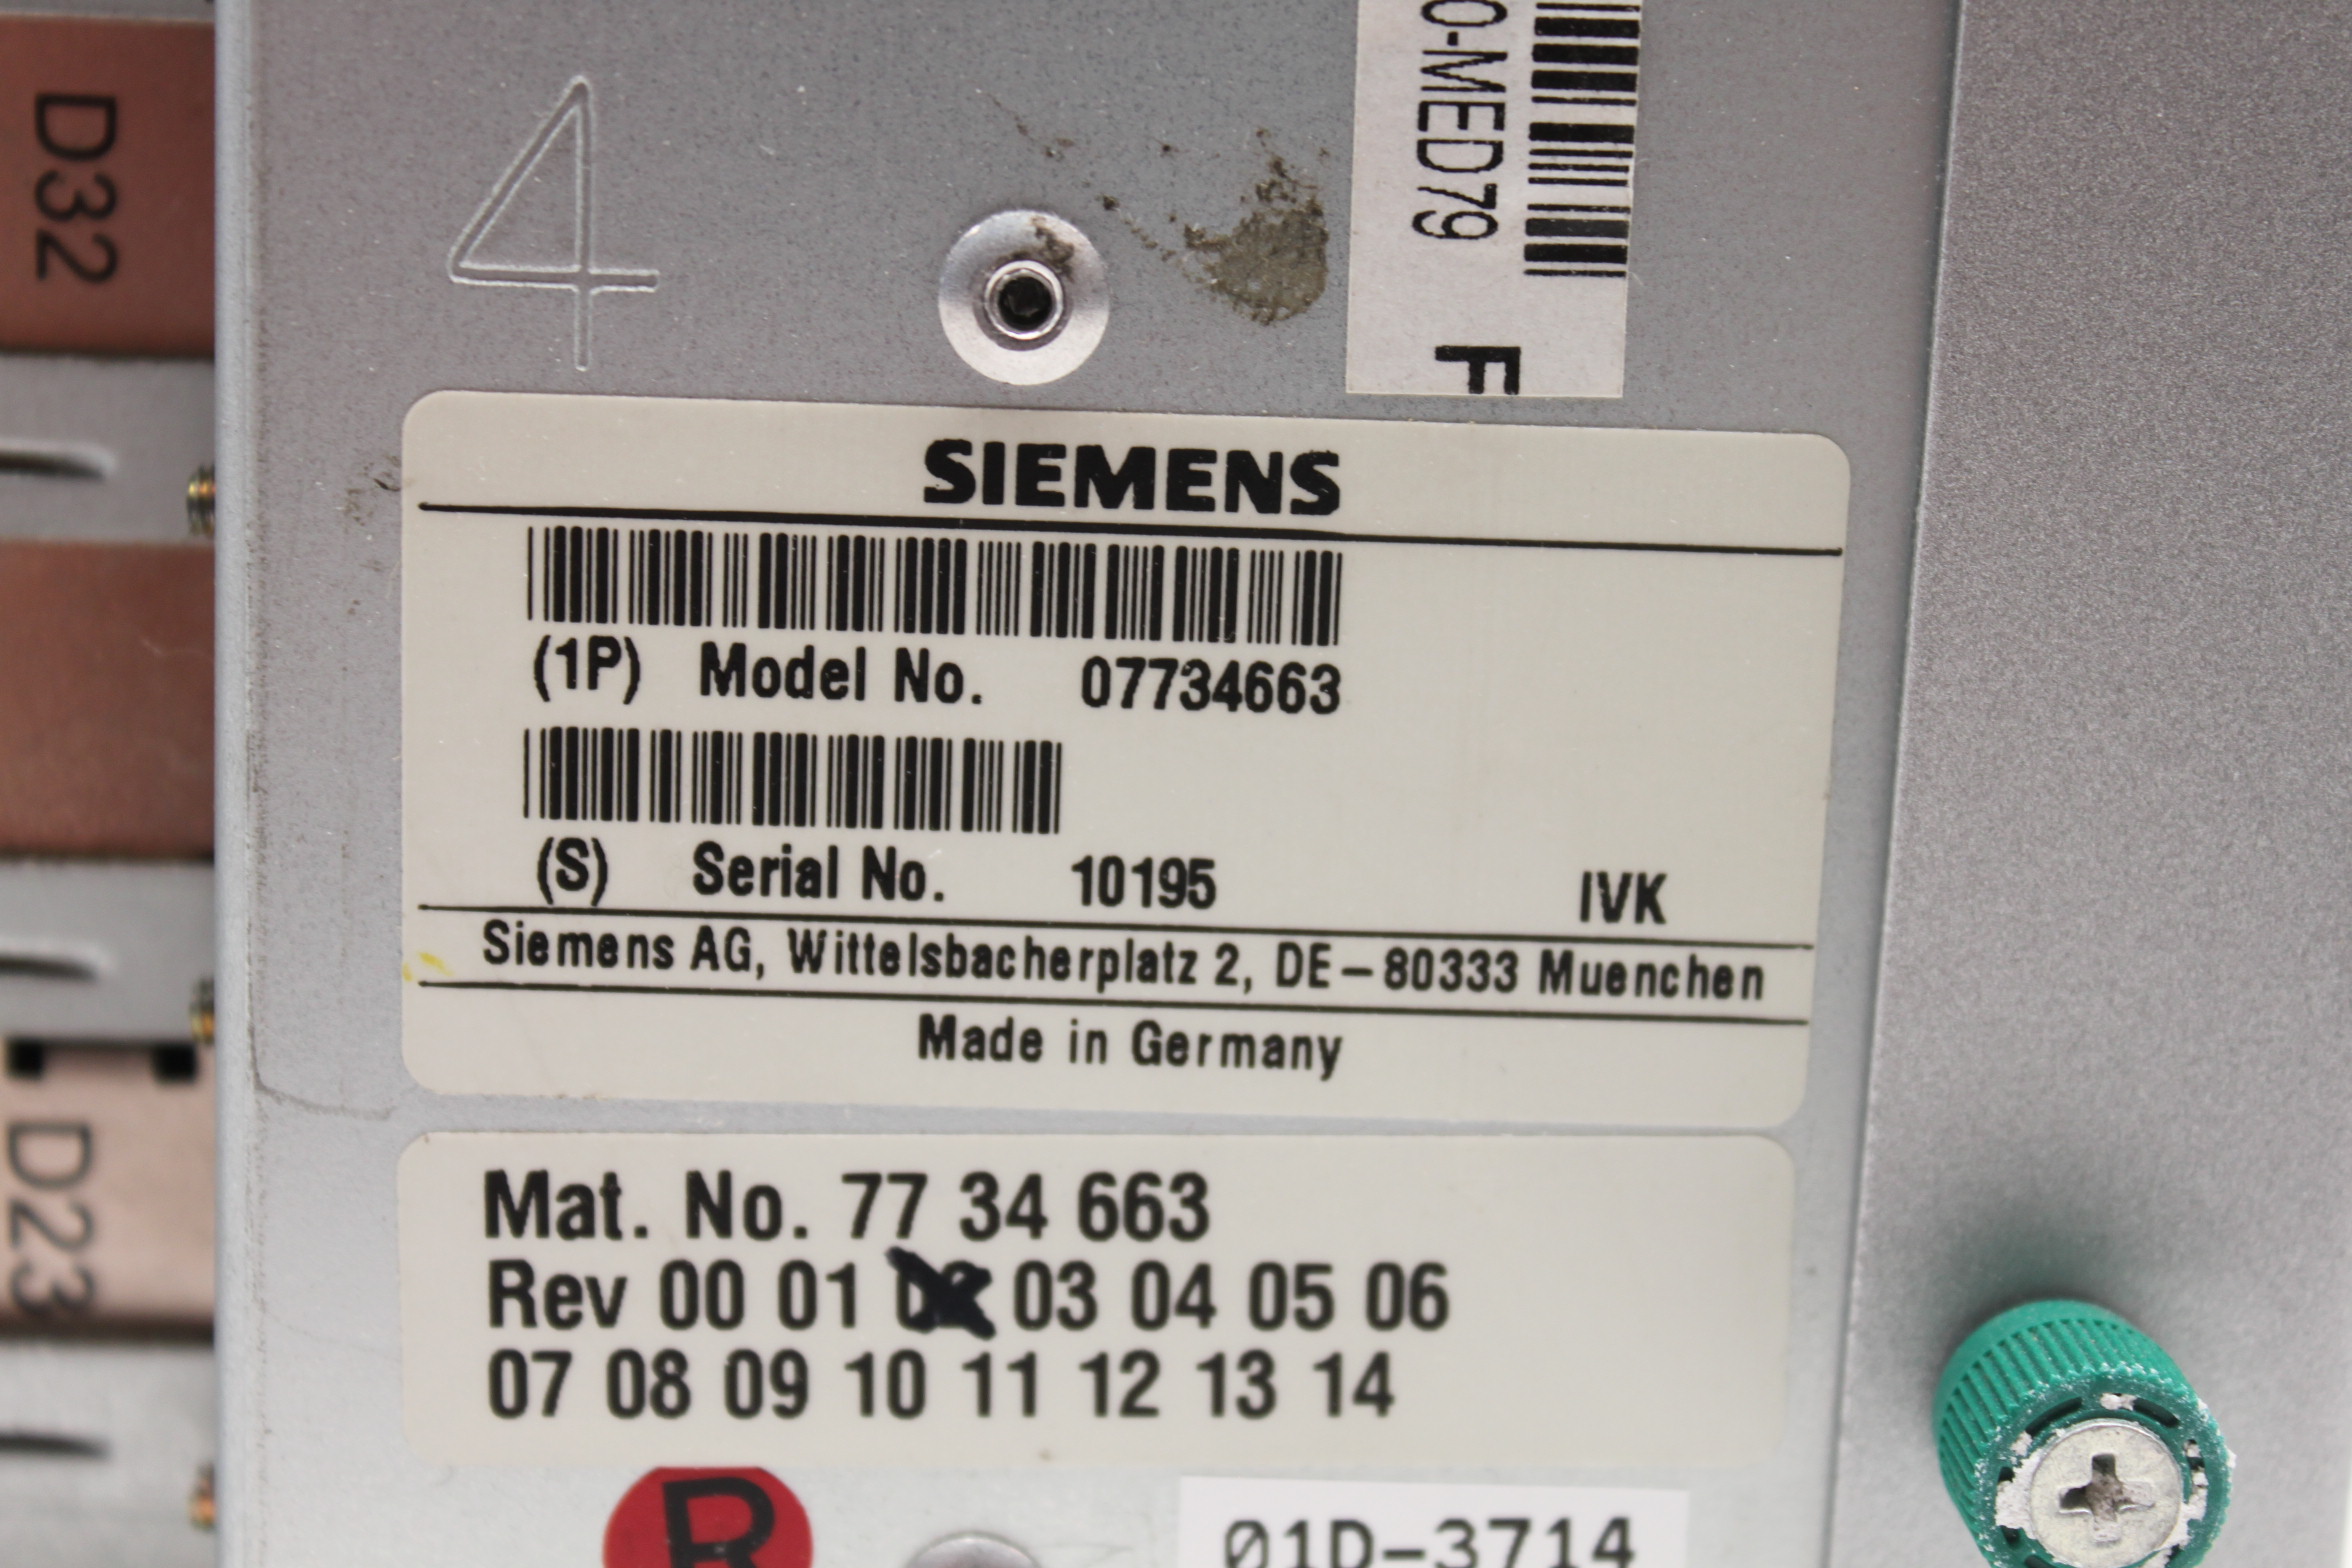 D32
4
0-MED79
F
SIEMENS
(1P) Model No. 07734663
(S) Serial No. 10195 IVK
Siemens AG, Wittelsbacherplatz 2, DE-80333 Muenchen
Made in Germany
D23
Mat. No. 77 34 663
Rev 00 01 02 03 04 05 06
07 08 09 10 11 12 13 14
R
01D-3714